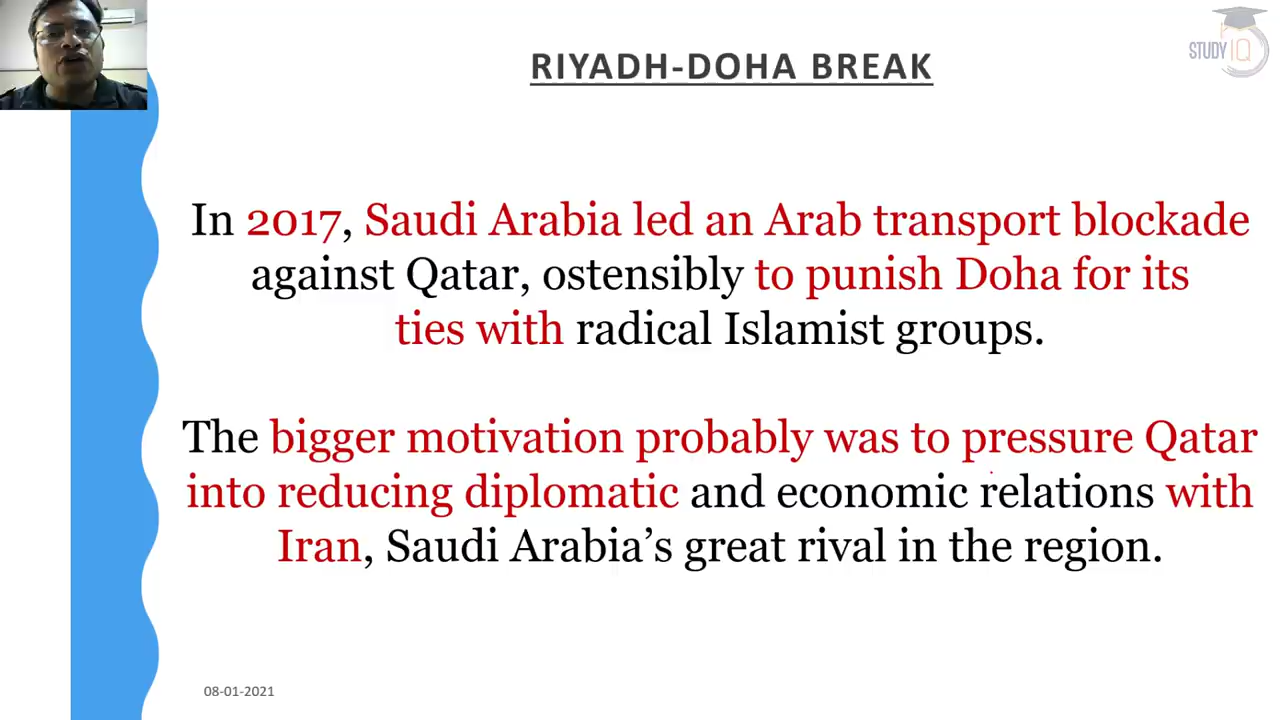 RIYADH-DOHA BREAK
STUDY IQ
In 2017, Saudi Arabia led an Arab transport blockade
against Qatar, ostensibly to punish Doha for its
ties with radical Islamist groups.
The bigger motivation probably was to pressure Qatar
into reducing diplomatic and economic relations with
Iran, Saudi Arabia’s great rival in the region.
08-01-2021